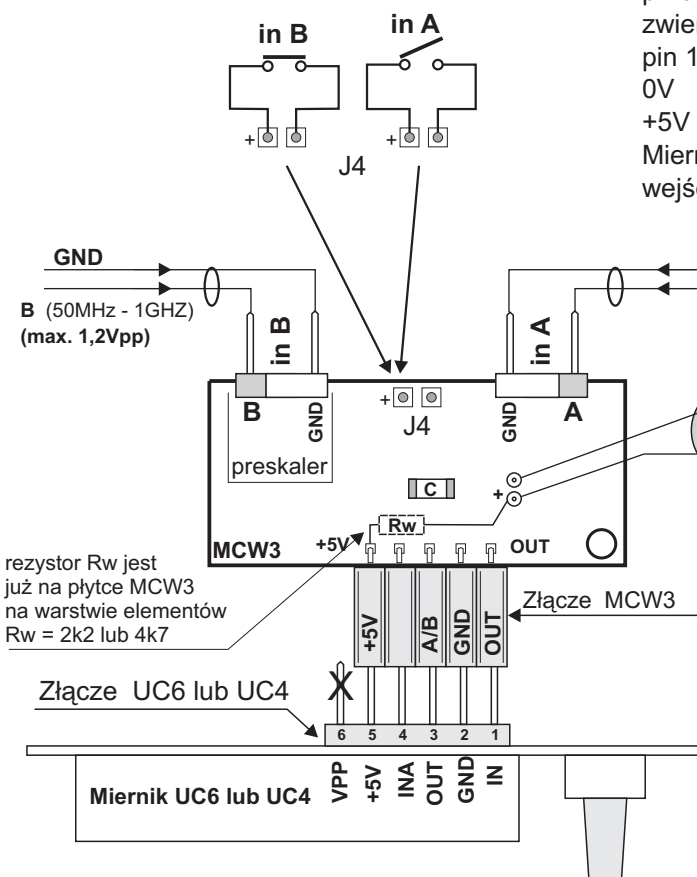 in B
in A
+
+
J4
zwier
pin 1
0V
+5V
Miern
wejś
GND
B (50MHz - 1GHZ)
(max. 1,2Vpp)
in B
in A
B
GND
+
J4
GND
A
preskaler
C
+
Rw
MCW3
+5V
OUT
rezystor Rw jest
już na płytce MCW3
na warstwie elementów
Rw = 2k2 lub 4k7
+5V
A/B
GND
OUT
Złącze MCW3
Złącze UC6 lub UC4
X
6 5 4 3 2 1
VPP
+5V
INA
OUT
GND
IN
Miernik UC6 lub UC4